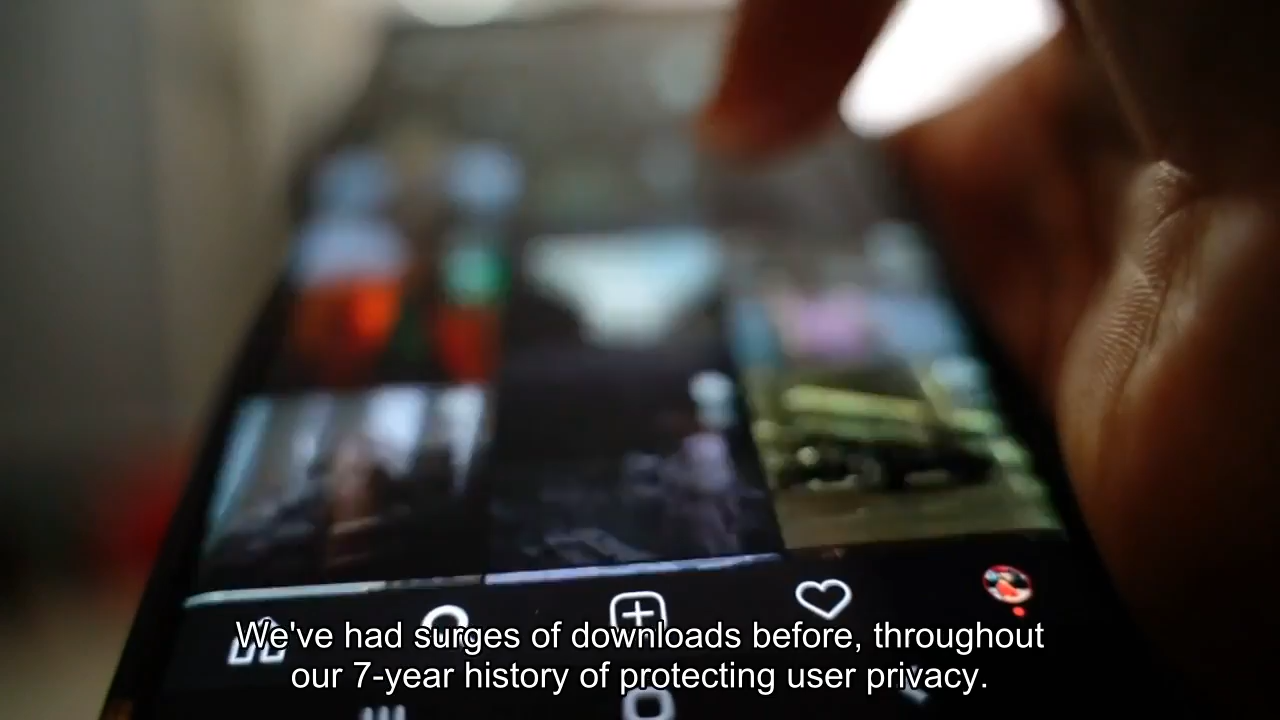 We've had surges of downloads before, throughout
our 7-year history of protecting user privacy.